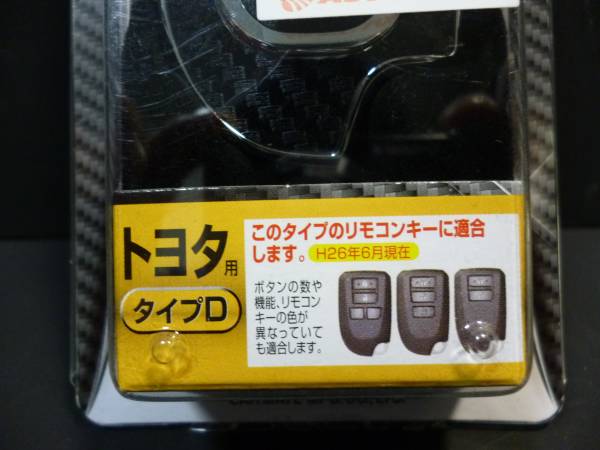 トヨタ用
タイプD
このタイプのリモコンキーに適合
します。 H26年6月現在
ボタンの数や
機能、リモコン
キーの色が
異なっていて
も適合します。